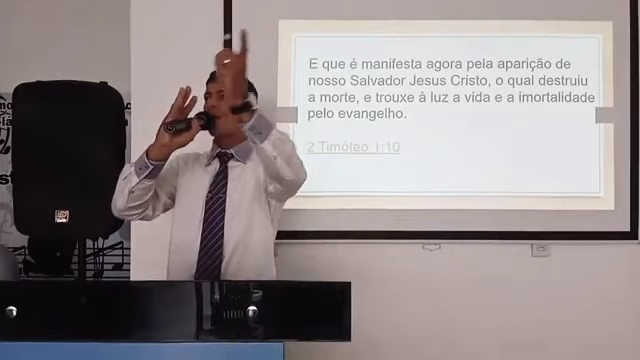 E que é manifesta agora pela aparição de
nosso Salvador Jesus Cristo, o qual destruiu
a morte, e trouxe à luz a vida e a imortalidade
pelo evangelho.
2 Timóteo 1:10